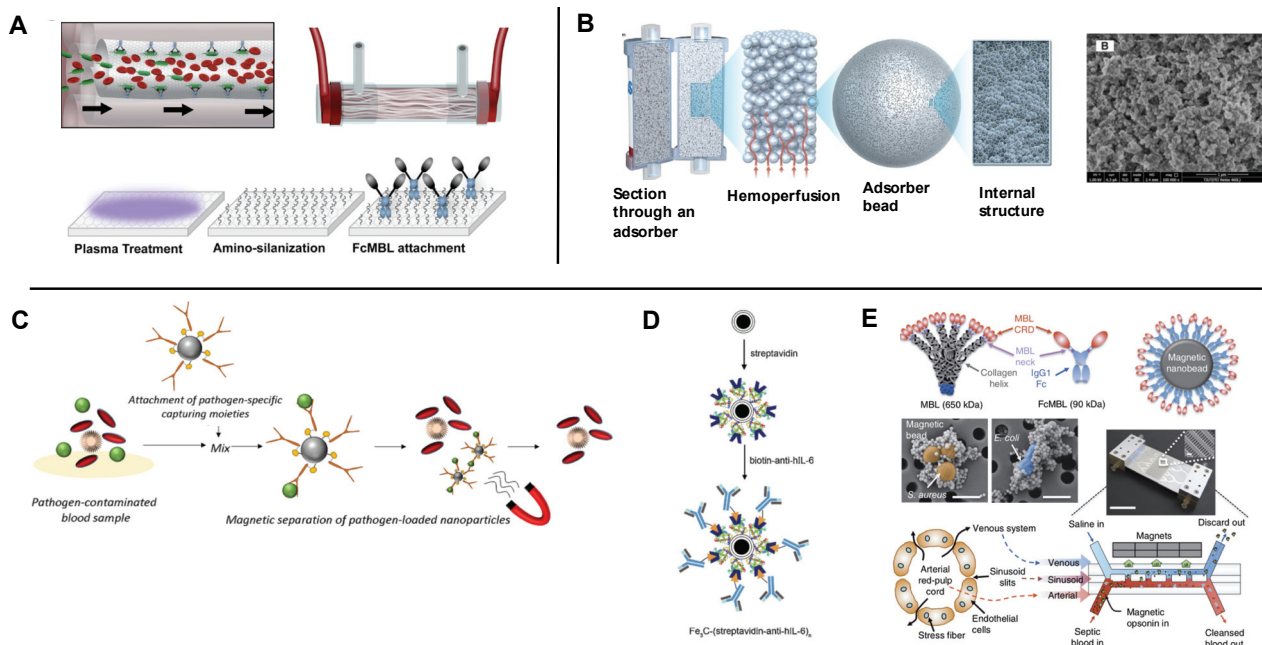 A
Plasma Treatment
Amino-silanization
FcMBL attachment
B
Section
through an
adsorber
Hemoperfusion
Adsorber
bead
Internal
structure
B
C
Attachment of pathogen-specific
capturing moieties
Mix
Pathogen-contaminated
blood sample
Magnetic separation of pathogen-loaded nanoparticles
D
streptavidin
biotin-anti-hIL-6
Fe₃C-(streptavidin-anti-hIL-6)ₙ
E
MBL
CRD
MBL
neck
Collagen
helix
IgG1
Fc
MBL (650 kDa)
FcMBL (90 kDa)
Magnetic
nanobead
Magnetic
bead
S. aureus
E. coli
Venous system
Arterial
red-pulp
cord
Sinusoid
slits
Endothelial
cells
Stress fiber
Saline in
Discard out
Magnets
Venous
Sinusoid
Arterial
Magnetic
opsonin in
Septic
blood in
Cleansed
blood out